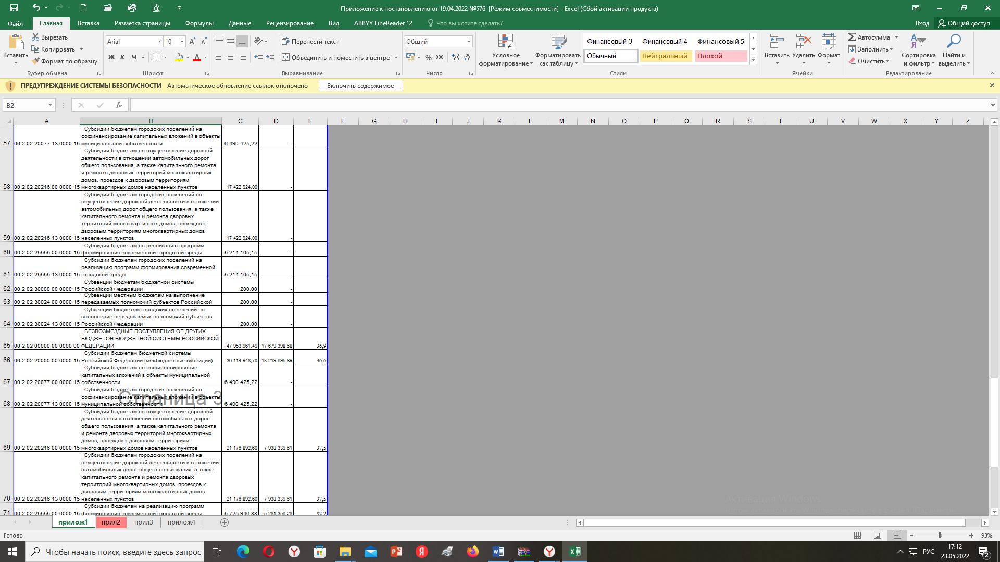 Приложение к постановлению от 19.04.2022 №576 [Режим совместимости] - Excel (Сбой активации продукта)
Файл Главная Вставка Разметка страницы Формулы Данные Рецензирование Вид ABBYY FineReader 12 Что вы хотите сделать? Вход Общий доступ
Вставить
Вырезать
Копировать
Формат по образцу
Буфер обмена
Arial 10
Ж К Ч
Шрифт
Перенести текст
Объединить и поместить в центре
Выравнивание
Общий
% 000
Число
Условное форматирование
Форматировать как таблицу
Финансовый 3 Финансовый 4 Финансовый 5
Обычный Нейтральный Плохой
Стили
Вставить Удалить Формат
Ячейки
Автосумма
Заполнить
Очистить
Сортировка и фильтр
Найти и выделить
Редактирование
ПРЕДУПРЕЖДЕНИЕ СИСТЕМЫ БЕЗОПАСНОСТИ Автоматическое обновление ссылок отключено Включить содержимое
B2 fx
A B C D E F G H I J K L M N O P Q R S T U V W X Y Z
Субсидии бюджетам городских поселений на
софинансирование капитальных вложений в объекты
57 00 2 02 20077 13 0000 15 муниципальной собственности 6 490 425,22 -
Субсидии бюджетам на осуществление дорожной
деятельности в отношении автомобильных дорог
общего пользования, а также капитального ремонта
и ремонта дворовых территорий многоквартирных
домов, проездов к дворовым территориям
58 00 2 02 20216 00 0000 15 многоквартирных домов населенных пунктов 17 422 924,00 -
Субсидии бюджетам городских поселений на
осуществление дорожной деятельности в отношении
автомобильных дорог общего пользования, а также
капитального ремонта и ремонта дворовых
территорий многоквартирных домов, проездов к
дворовым территориям многоквартирных домов
59 00 2 02 20216 13 0000 15 населенных пунктов 17 422 924,00 -
Субсидии бюджетам на реализацию программ
60 00 2 02 25555 00 0000 15 формирования современной городской среды 5 214 105,15 -
Субсидии бюджетам городских поселений на
реализацию программ формирования современной
61 00 2 02 25555 13 0000 15 городской среды 5 214 105,15 -
Субвенции бюджетам бюджетной системы
62 00 2 02 30000 00 0000 15 Российской Федерации 200,00 -
Субвенции местным бюджетам на выполнение
63 00 2 02 30024 00 0000 15 передаваемых полномочий субъектов Российской 200,00 -
Субвенции бюджетам городских поселений на
выполнение передаваемых полномочий субъектов
64 00 2 02 30024 13 0000 15 Российской Федерации 200,00 -
БЕЗВОЗМЕЗДНЫЕ ПОСТУПЛЕНИЯ ОТ ДРУГИХ
БЮДЖЕТОВ БЮДЖЕТНОЙ СИСТЕМЫ РОССИЙСКОЙ
65 00 2 02 00000 00 0000 00 ФЕДЕРАЦИИ 47 953 961,49 17 679 398,68 36,9
Субсидии бюджетам бюджетной системы
66 00 2 02 20000 00 0000 15 Российской Федерации (межбюджетные субсидии) 36 114 948,70 13 219 695,89 36,6
Субсидии бюджетам на софинансирование
капитальных вложений в объекты муниципальной
67 00 2 02 20077 00 0000 15 собственности 6 490 425,22 -
Субсидии бюджетам городских поселений на
софинансирование капитальных вложений в объекты
68 00 2 02 20077 13 0000 15 муниципальной собственности 6 490 425,22 -
Страница 3
Субсидии бюджетам на осуществление дорожной
деятельности в отношении автомобильных дорог
общего пользования, а также капитального ремонта
и ремонта дворовых территорий многоквартирных
домов, проездов к дворовым территориям
69 00 2 02 20216 00 0000 15 многоквартирных домов населенных пунктов 21 176 892,60 7 938 339,61 37,5
Субсидии бюджетам городских поселений на
осуществление дорожной деятельности в отношении
автомобильных дорог общего пользования, а также
капитального ремонта и ремонта дворовых
территорий многоквартирных домов, проездов к
дворовым территориям многоквартирных домов
70 00 2 02 20216 13 0000 15 населенных пунктов 21 176 892,60 7 938 339,61 37,5
Субсидии бюджетам на реализацию программ
71 00 2 02 25555 00 0000 15 формирования современной городской среды 5 725 946,88 5 281 356,28 92,2
Активация Windows
прилож1 прил2 прил3 прилож4
Готово 93%
Чтобы начать поиск, введите здесь запрос
РУС
17:12
23.05.2022
2